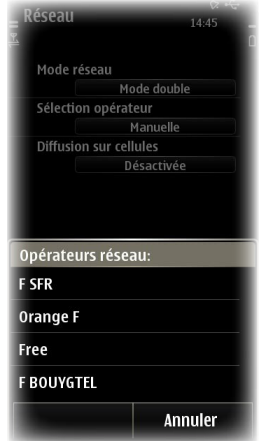 Réseau
14:45
Mode réseau
Mode double
Sélection opérateur
Manuelle
Diffusion sur cellules
Désactivée
Opérateurs réseau:
F SFR
Orange F
Free
F BOUYGTEL
Annuler